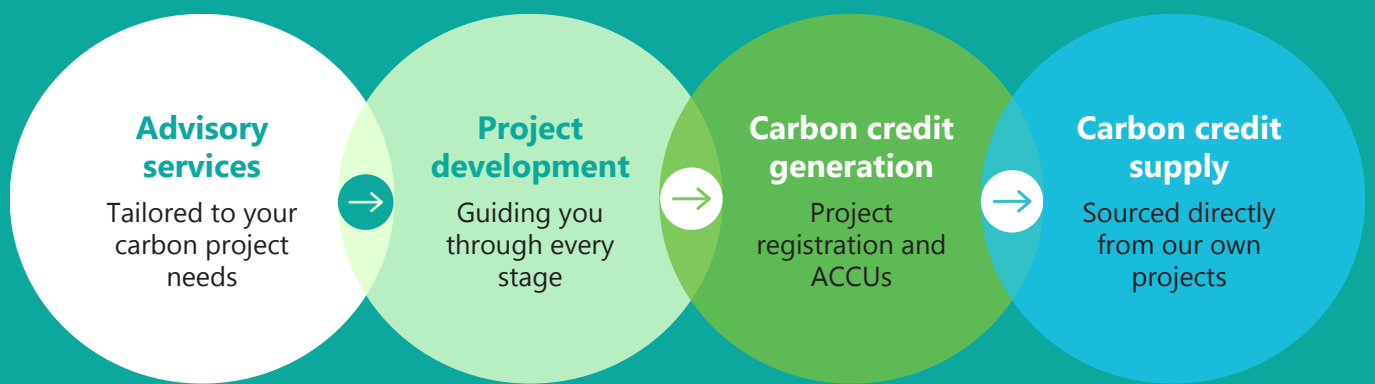 Advisory
services
Tailored to your
carbon project
needs
Project
development
Guiding you
through every
stage
Carbon credit
generation
Project
registration and
ACCUs
Carbon credit
supply
Sourced directly
from our own
projects